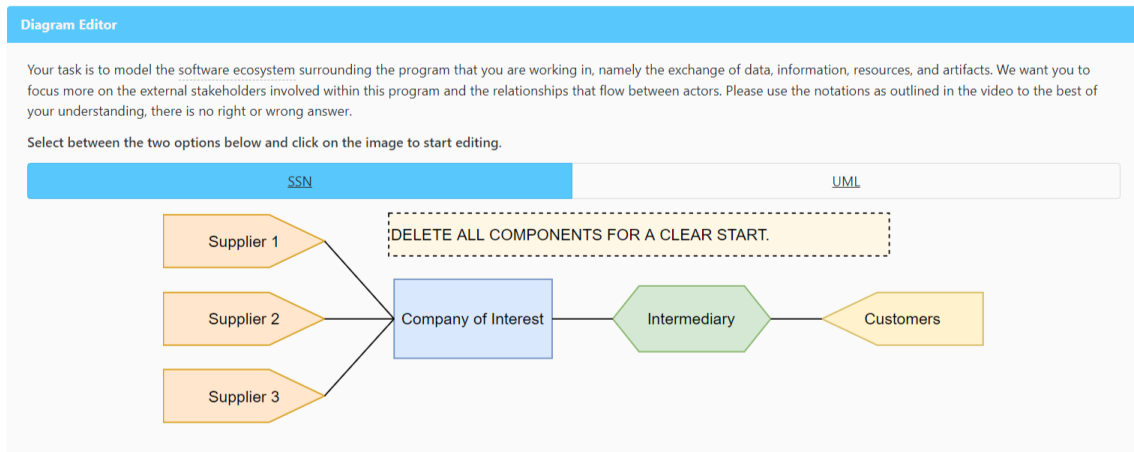 Diagram Editor
Your task is to model the software ecosystem surrounding the program that you are working in, namely the exchange of data, information, resources, and artifacts. We want you to
focus more on the external stakeholders involved within this program and the relationships that flow between actors. Please use the notations as outlined in the video to the best of
your understanding, there is no right or wrong answer.
Select between the two options below and click on the image to start editing.
SSN
UML
DELETE ALL COMPONENTS FOR A CLEAR START.
Supplier 1
Supplier 2
Company of Interest
Intermediary
Customers
Supplier 3